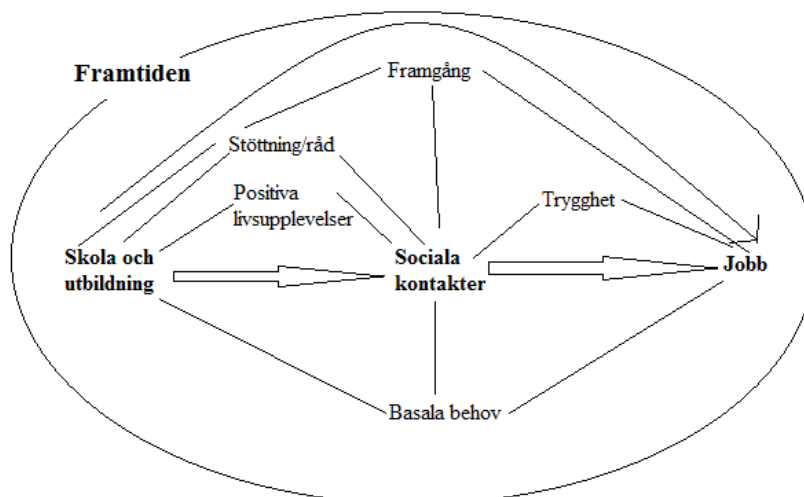 Framtiden
Framgång
Stöttning/råd
Positiva
livsupplevelser
Trygghet
Skola och
utbildning
Sociala
kontakter
Jobb
Basala behov